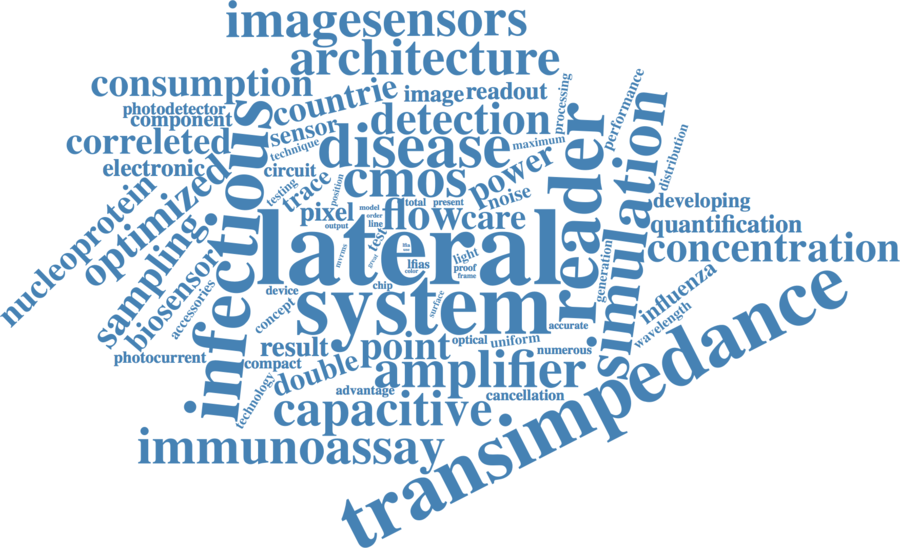 imagesensors
architecture
consumption
countrie
image
readout
processing
performance
photodetector
component
sensor
detection
correleted
technique
disease
maximum
electronic
circuit
cmos
power
noise
reader
simulation
distribution
infectious
optimized
nucleoprotein
sampling
biosensor
accessories
testing
trace
position
pixel
output
model
order
line
total
present
flow
care
developing
quantification
concentration
lateral
test
mvrms
lfias
color
light
proof
frame
chip
generation
influenza
wavelength
device
concept
system
surface
accurate
photocurrent
result
compact
point
optical
uniform
numerous
double
technology
amplifier
advantage
cancellation
capacitive
immunoassay
transimpedance